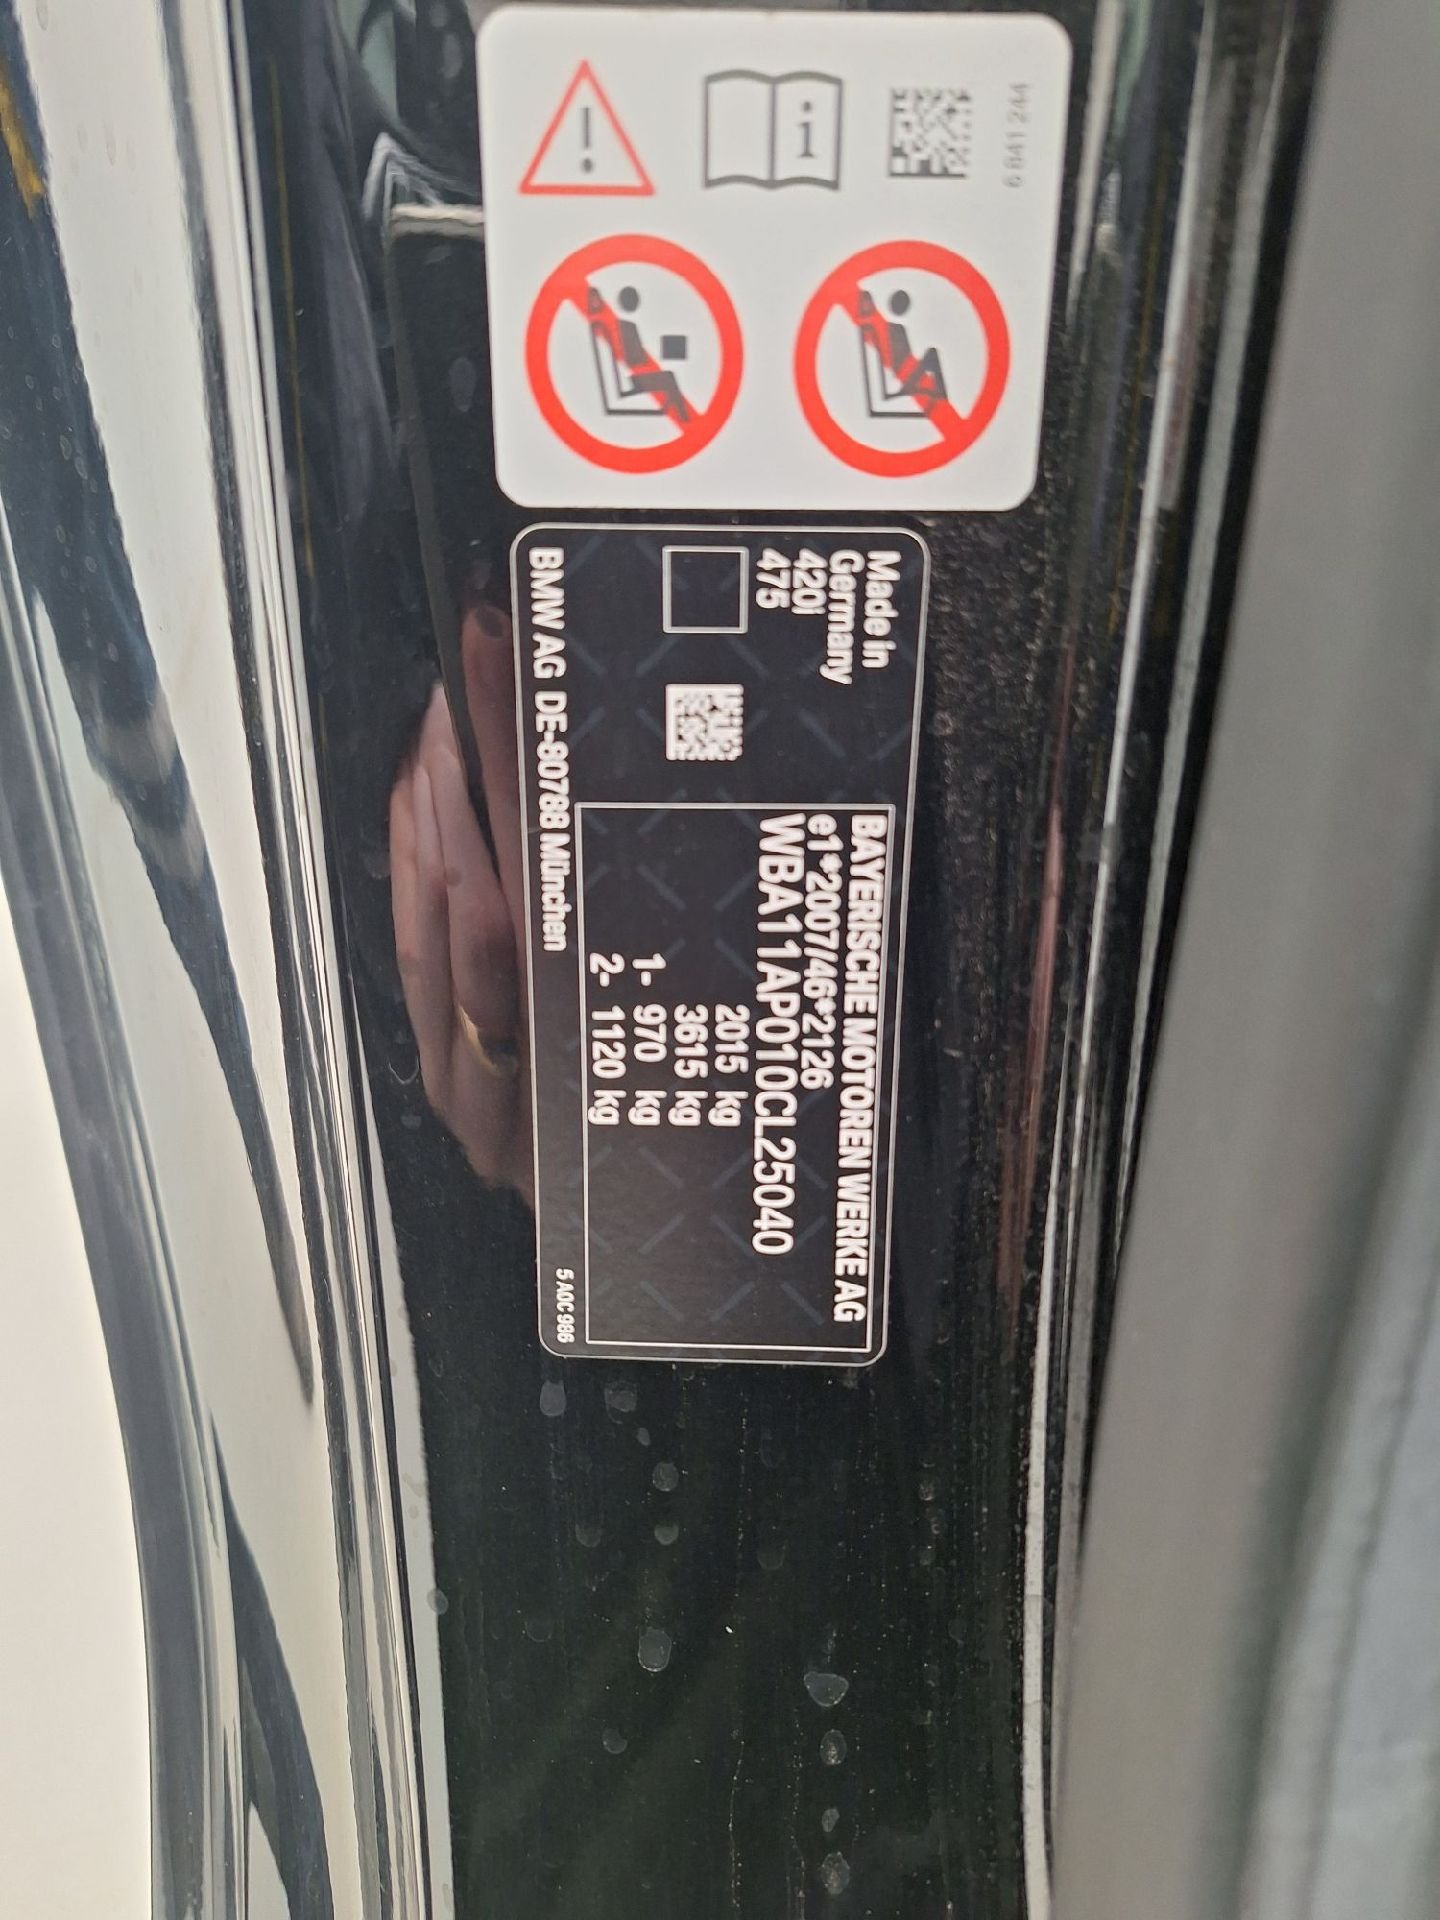 6 841 244
Made in
Germany
420i
475
BAYERISCHE MOTOREN WERKE AG
e1*2007/46*2126
WBA11AP010CL25040
2015 kg
3615 kg
1- 970 kg
2- 1120 kg
BMW AG DE-80788 München
5 A0C 986